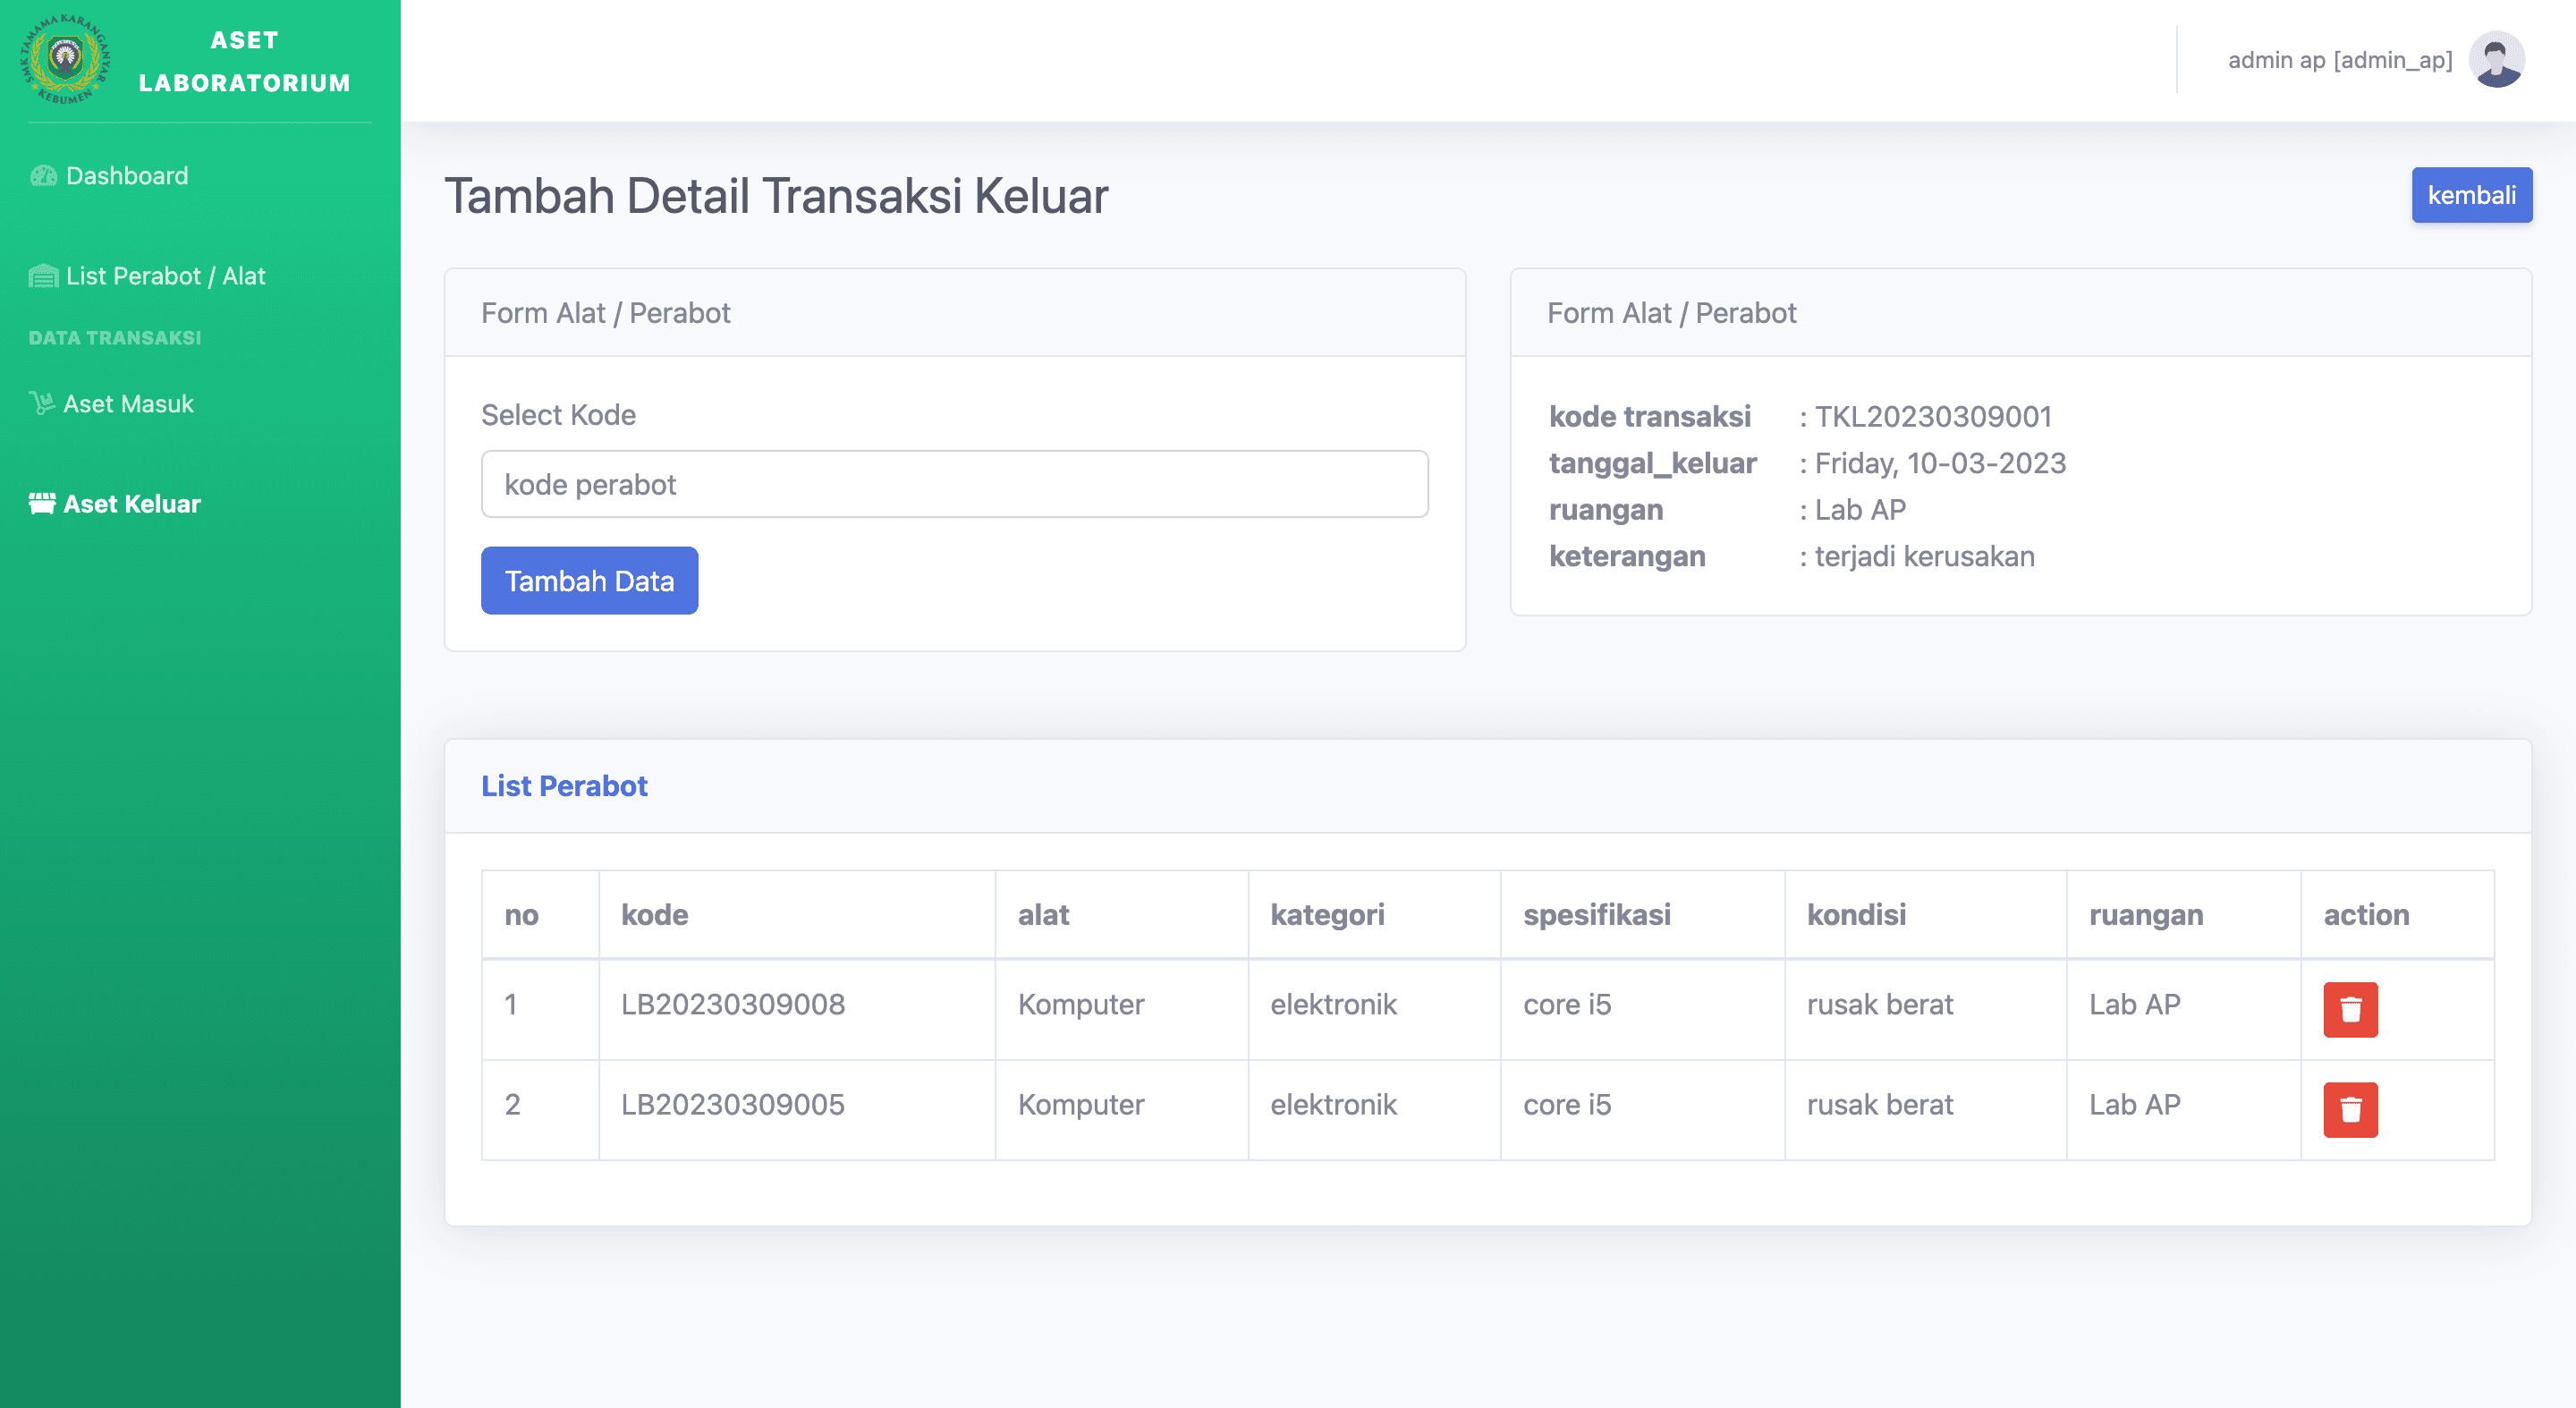 SMK TAMTAMA KARANGANYAR
KEBUMEN
ASET
LABORATORIUM
admin ap [admin_ap]
Dashboard
List Perabot / Alat
DATA TRANSAKSI
Aset Masuk
Aset Keluar
Tambah Detail Transaksi Keluar
kembali
Form Alat / Perabot
Select Kode
kode perabot
Tambah Data
Form Alat / Perabot
kode transaksi : TKL20230309001
tanggal_keluar : Friday, 10-03-2023
ruangan : Lab AP
keterangan : terjadi kerusakan
List Perabot
no kode alat kategori spesifikasi kondisi ruangan action
1 LB20230309008 Komputer elektronik core i5 rusak berat Lab AP
2 LB20230309005 Komputer elektronik core i5 rusak berat Lab AP